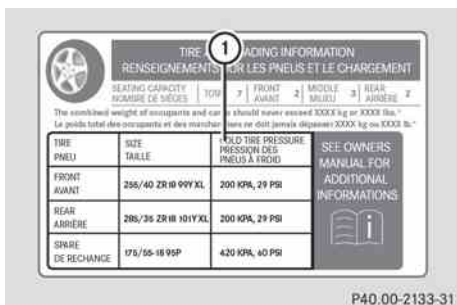 1
TIRE AND LOADING INFORMATION
RENSEIGNEMENTS SUR LES PNEUS ET LE CHARGEMENT
SEATING CAPACITY TOTAL 7 FRONT 2 MIDDLE 3 REAR 2
NOMBRE DE SIÈGES AVANT MILIEU ARRIÈRE
The combined weight of occupants and cargo should never exceed XXXX kg or XXXX lbs.
Le poids total des occupants et des marchandises ne doit jamais dépasser XXXX kg ou XXXX lb.
TIRE SIZE COLD TIRE PRESSURE
PNEU TAILLE PRESSION DES
PNEUS À FROID
FRONT
AVANT 255/40 ZR18 99Y XL 200 KPA, 29 PSI
REAR
ARRIÈRE 285/35 ZR18 101Y XL 200 KPA, 29 PSI
SPARE
DE RECHANGE 175/55-18 95P 420 KPA, 60 PSI
SEE OWNERS
MANUAL FOR
ADDITIONAL
INFORMATIONS
i
P40.00-2133-31